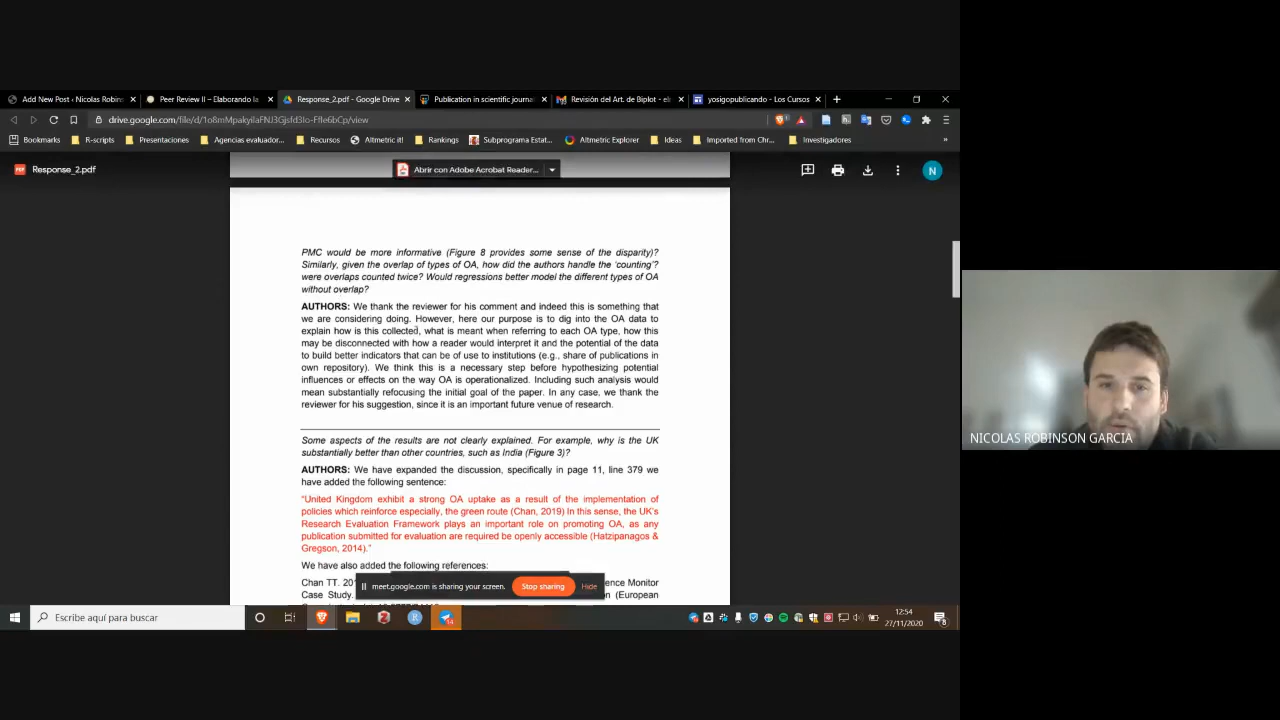 Add New Post ‹ Nicolas Robin
Peer Review II – Elaborando la
Response_2.pdf - Google Drive
Publication in scientific journal
Revisión del Art. de Biplot - el
yosigopublicando - Los Cursos
drive.google.com/file/d/1o8mMpakyilaFNJ3Gjsfd3Io-Ffle6bCp/view
Bookmarks
R-scripts
Presentaciones
Agencias evaluador...
Recursos
Altmetric it!
Rankings
Subprograma Estat...
Altmetric Explorer
Ideas
Imported from Chr...
Investigadores
Response_2.pdf
Abrir con Adobe Acrobat Reader...
N
PMC would be more informative (Figure 8 provides some sense of the disparity)?
Similarly, given the overlap of types of OA, how did the authors handle the 'counting'?
were overlaps counted twice? Would regressions better model the different types of OA
without overlap?
AUTHORS: We thank the reviewer for his comment and indeed this is something that
we are considering doing. However, here our purpose is to dig into the OA data to
explain how is this collected, what is meant when referring to each OA type, how this
may be disconnected with how a reader would interpret it and the potential of the data
to build better indicators that can be of use to institutions (e.g., share of publications in
own repository). We think this is a necessary step before hypothesizing potential
influences or effects on the way OA is operationalized. Including such analysis would
mean substantially refocusing the initial goal of the paper. In any case, we thank the
reviewer for his suggestion, since it is an important future venue of research.
Some aspects of the results are not clearly explained. For example, why is the UK
substantially better than other countries, such as India (Figure 3)?
AUTHORS: We have expanded the discussion, specifically in page 11, line 379 we
have added the following sentence:
"United Kingdom exhibit a strong OA uptake as a result of the implementation of
policies which reinforce especially, the green route (Chan, 2019) In this sense, the UK's
Research Evaluation Framework plays an important role on promoting OA, as any
publication submitted for evaluation are required be openly accessible (Hatzipanagos &
Gregson, 2014)."
We have also added the following references:
Chan TT. 201
ence Monitor
Case Study.
on (European
meet.google.com is sharing your screen.
Stop sharing
Hide
NICOLAS ROBINSON GARCIA
Escribe aquí para buscar
12:54
27/11/2020